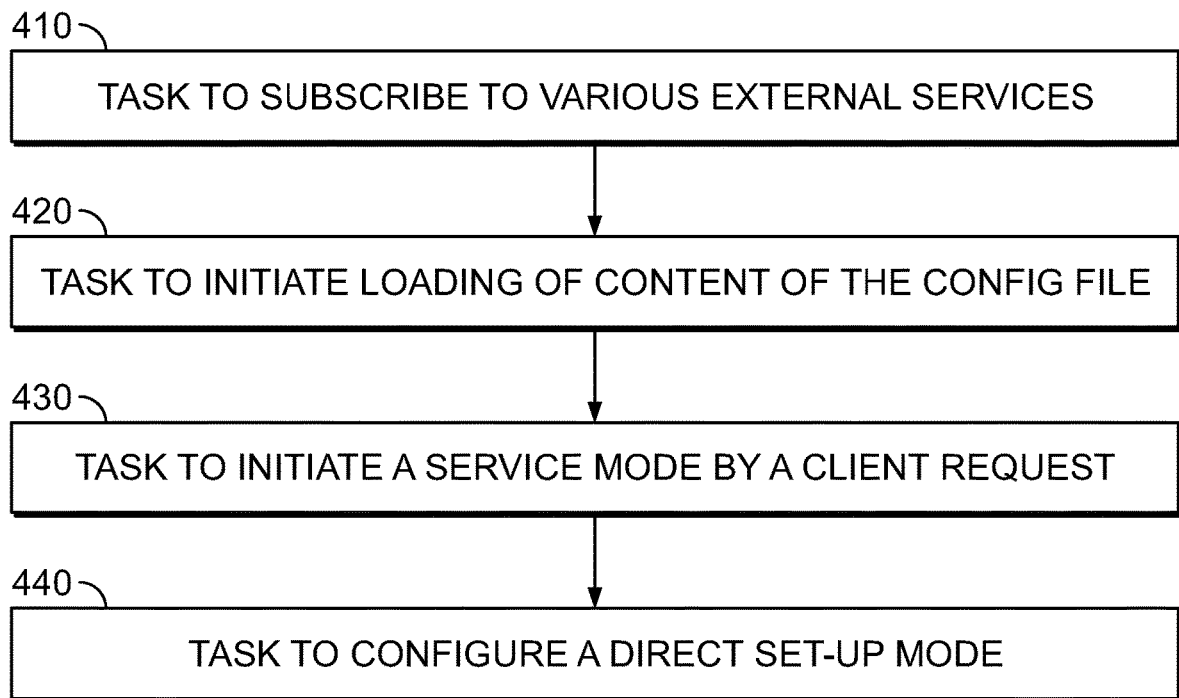 410
TASK TO SUBSCRIBE TO VARIOUS EXTERNAL SERVICES
420
TASK TO INITIATE LOADING OF CONTENT OF THE CONFIG FILE
430
TASK TO INITIATE A SERVICE MODE BY A CLIENT REQUEST
440
TASK TO CONFIGURE A DIRECT SET-UP MODE